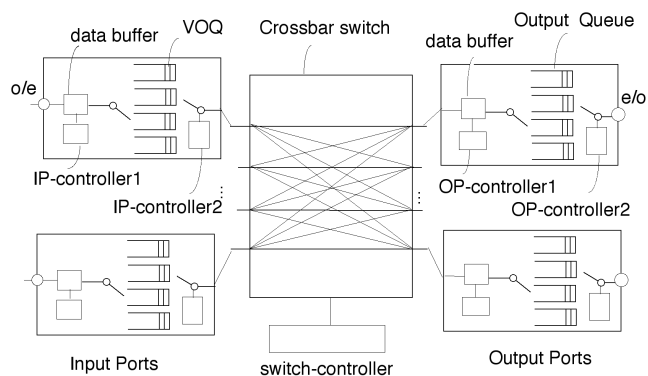 data buffer
VOQ
Crossbar switch
data buffer
Output Queue
o/e
e/o
IP-controller1
IP-controller2
OP-controller1
OP-controller2
Input Ports
switch-controller
Output Ports